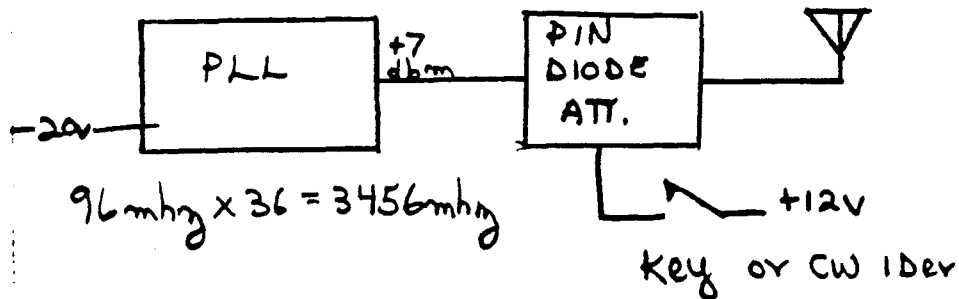 PLL
+7
dbm
PIN
DIODE
ATT.
-20v
96mhz x 36 = 3456mhz
+12v
Key or CW IDer